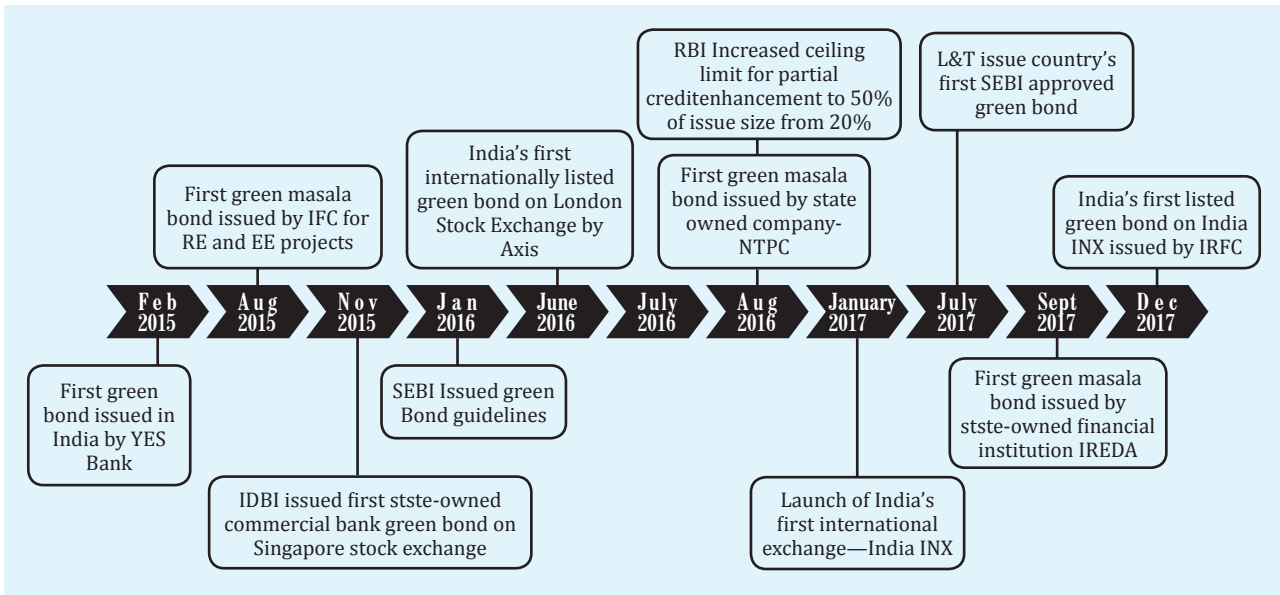 RBI Increased ceiling
limit for partial
creditenhancement to 50%
of issue size from 20%
L&T issue country's
first SEBI approved
green bond
First green masala
bond issued by IFC for
RE and EE projects
India's first
internationally listed
green bond on London
Stock Exchange by
Axis
First green masala
bond issued by state
owned company-
NTPC
India's first listed
green bond on India
INX issued by IRFC
Feb
2015
Aug
2015
Nov
2015
Jan
2016
June
2016
July
2016
Aug
2016
January
2017
July
2017
Sept
2017
Dec
2017
First green
bond issued in
India by YES
Bank
SEBI Issued green
Bond guidelines
First green masala
bond issued by
stste-owned financial
institution IREDA
IDBI issued first stste-owned
commercial bank green bond on
Singapore stock exchange
Launch of India's
first international
exchange—India INX